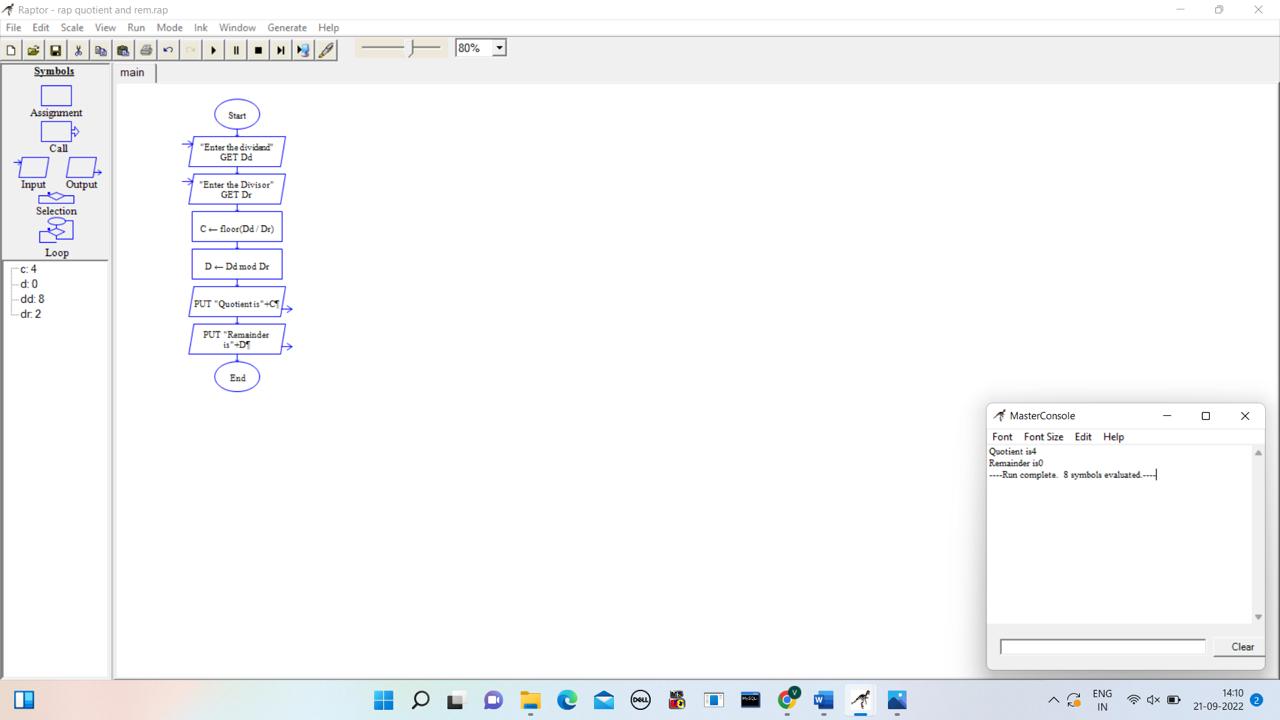 Raptor - rap quotient and rem.rap
File Edit Scale View Run Mode Ink Window Generate Help
80%
Symbols
Assignment
Call
Input Output
Selection
Loop
c: 4
d: 0
dd: 8
dr: 2
main
Start
"Enter the dividend"
GET Dd
"Enter the Divisor"
GET Dr
C ← floor(Dd / Dr)
D ← Dd mod Dr
PUT "Quotient is"+C¶
PUT "Remainder
is"+D¶
End
MasterConsole
Font Font Size Edit Help
Quotient is4
Remainder is0
----Run complete. 8 symbols evaluated.----
Clear
DELL
MySQL
V
W
ENG
IN
14:10
21-09-2022
2